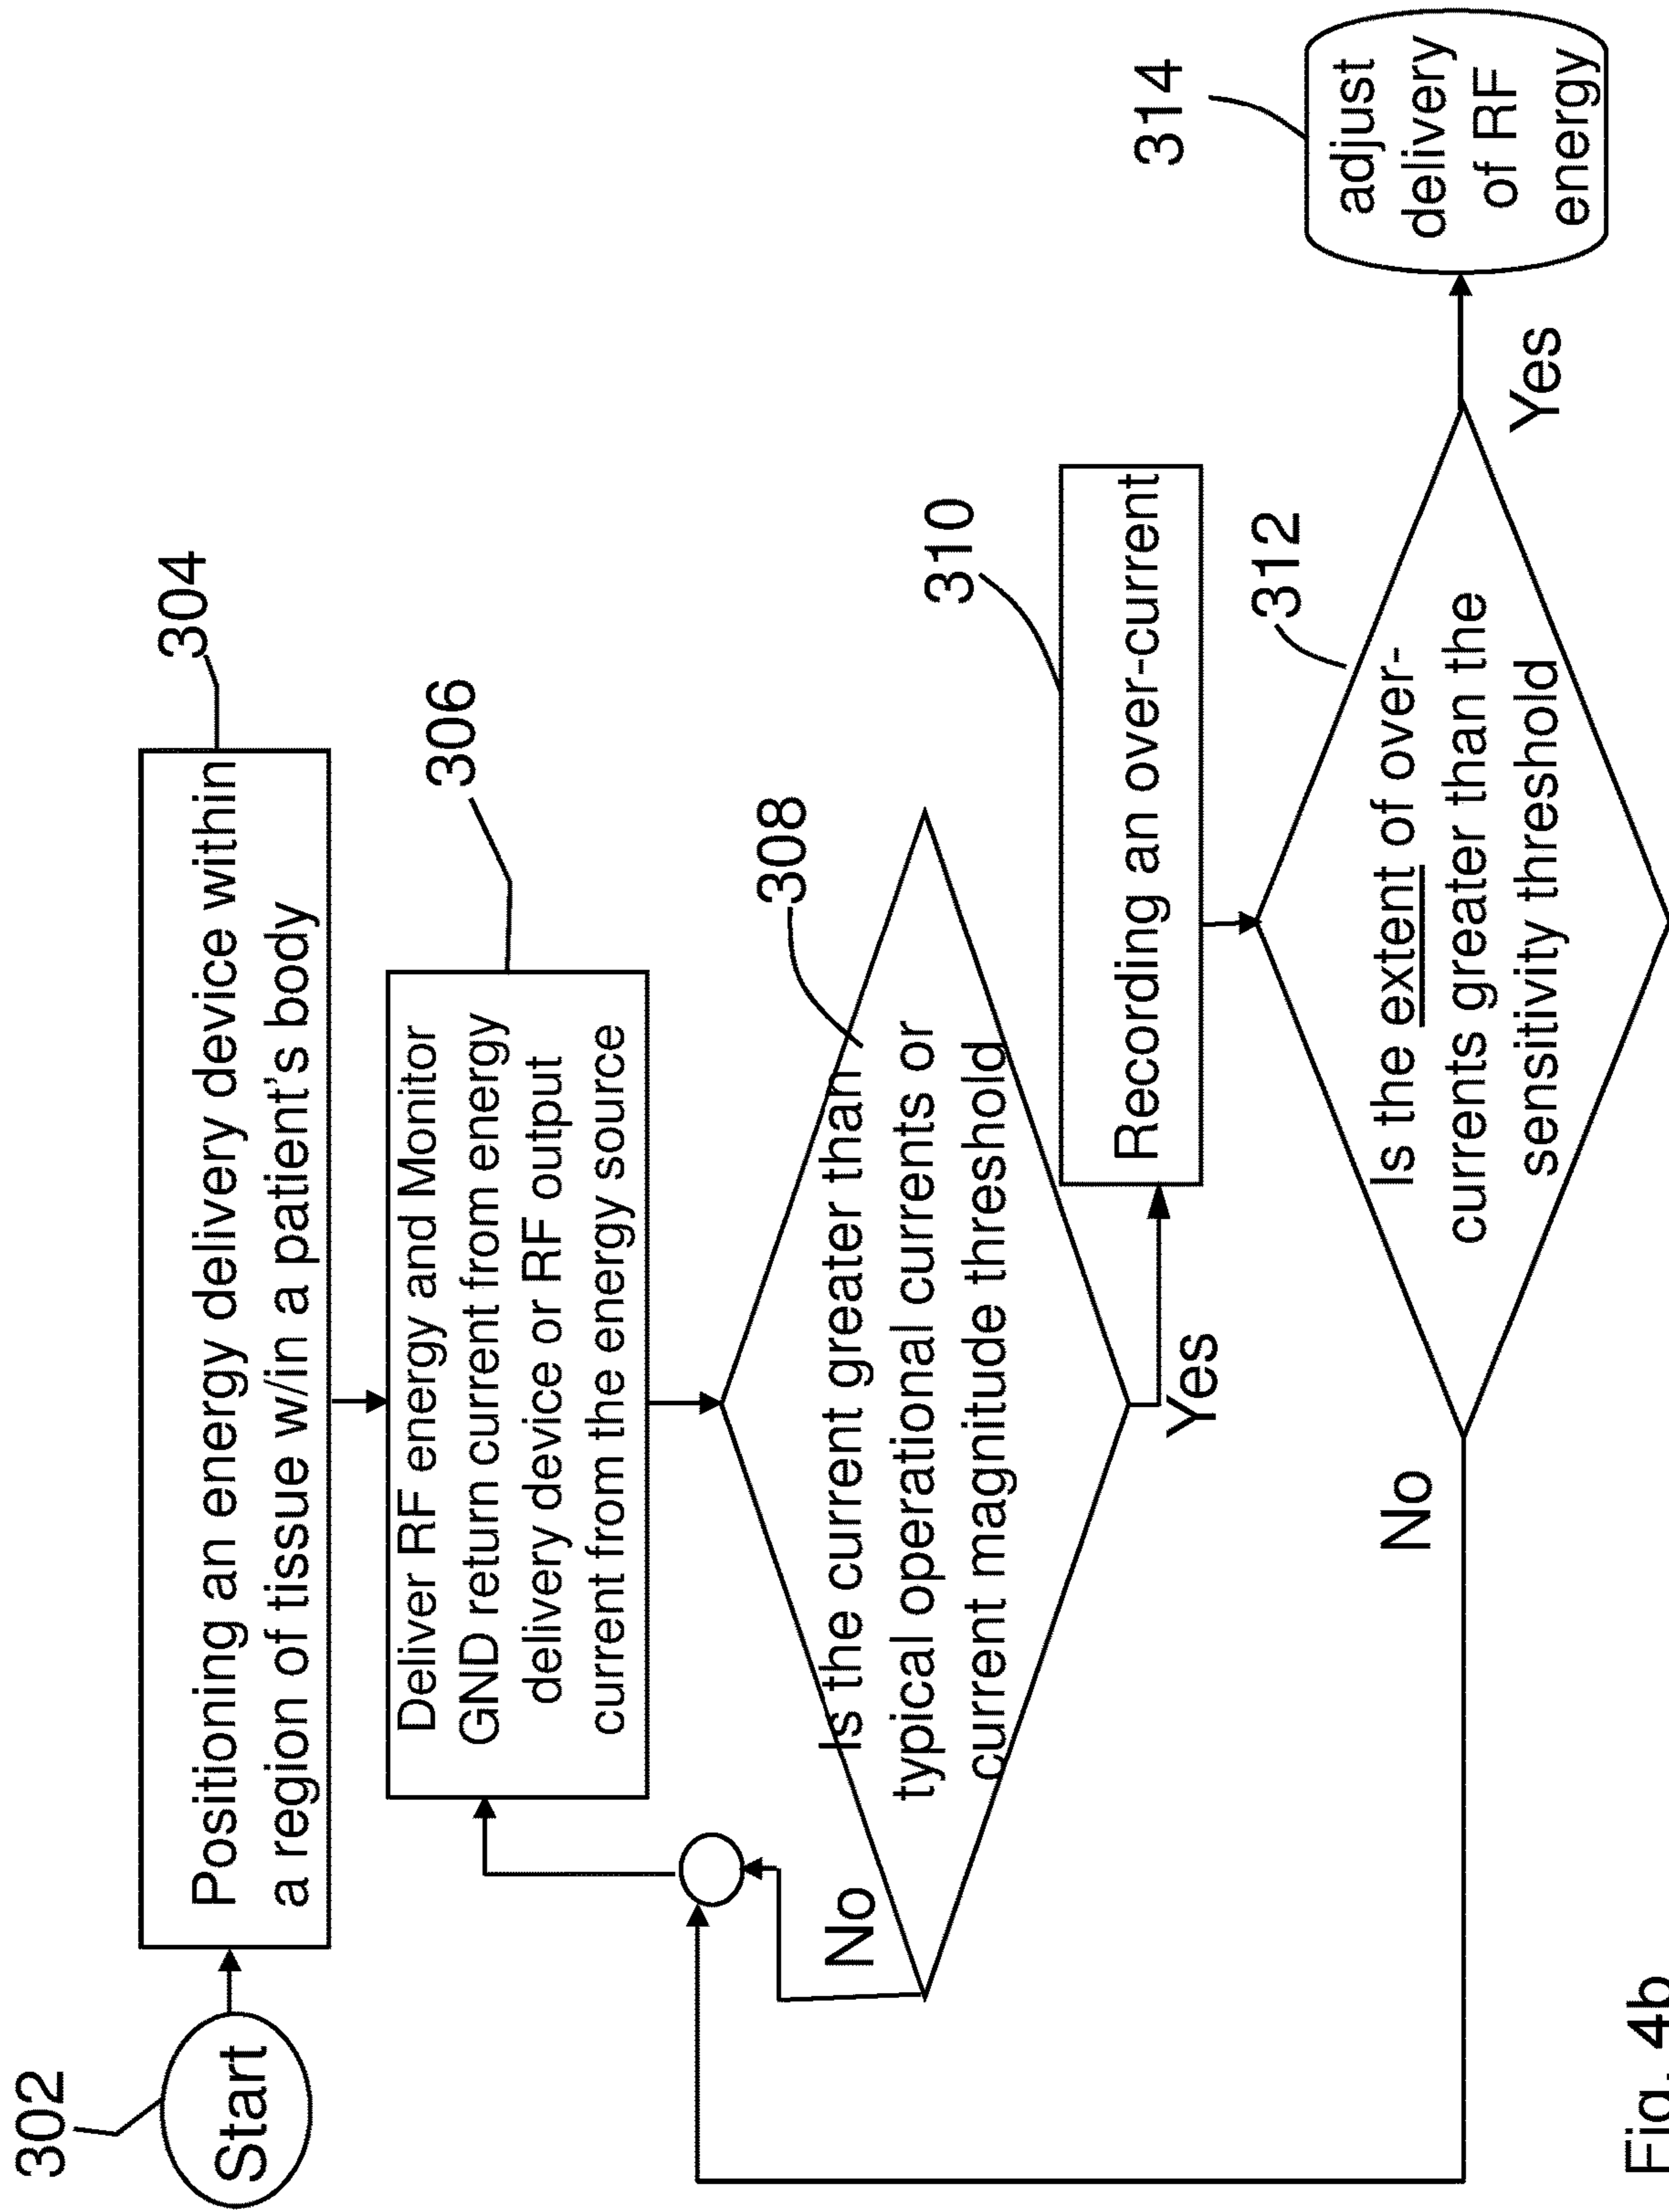 302
Start
304
Positioning an energy delivery device within
a region of tissue w/in a patient's body
306
Deliver RF energy and Monitor
GND return current from energy
delivery device or RF output
current from the energy source
308
Is the current greater than
typical operational currents or
current magnitude threshold
No
Yes
310
Recording an over-current
312
Is the extent of over-
currents greater than the
sensitivity threshold
No
Yes
314
adjust
delivery
of RF
energy
Fig. 4b